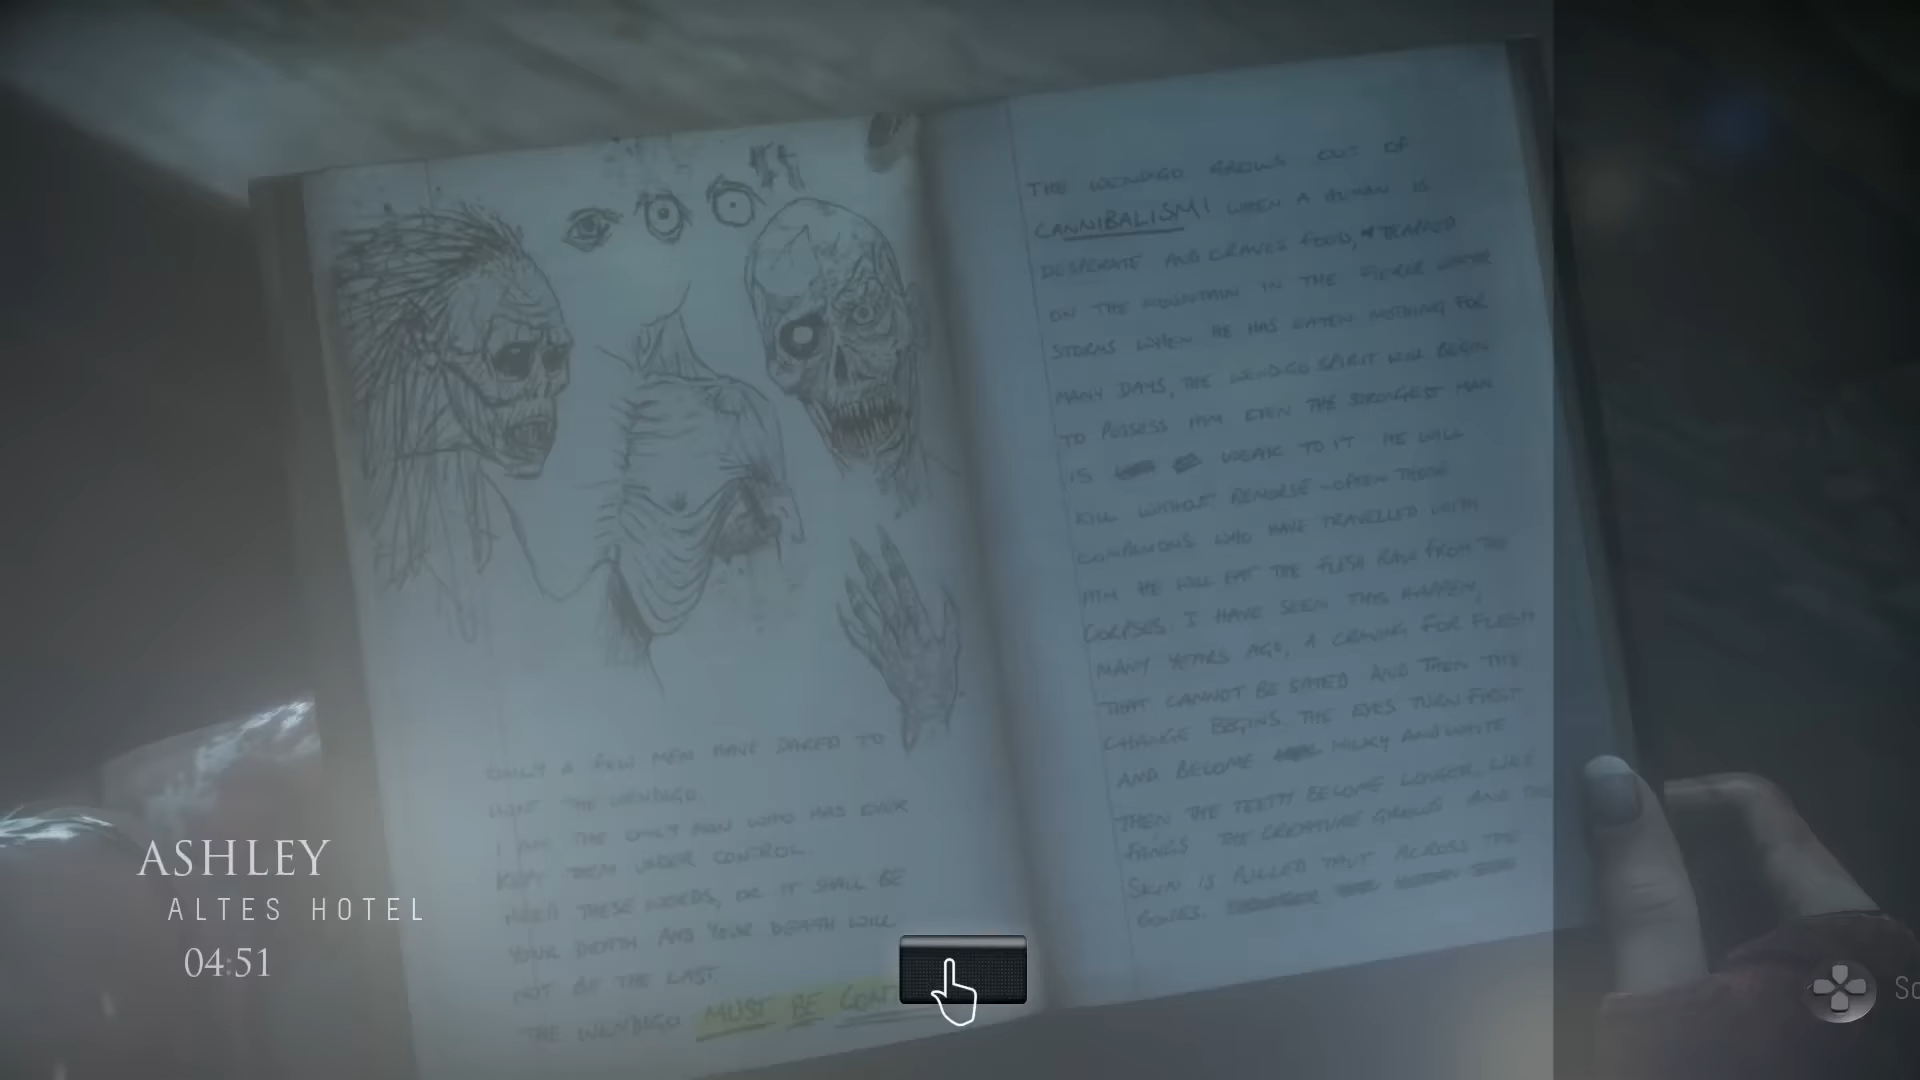 ONLY A FEW MEN HAVE DARED TO
HUNT THE WENDIGO.
I AM THE ONLY MAN WHO HAS EVER
KEPT THEM UNDER CONTROL.
HEED THESE WORDS, OR IT SHALL BE
YOUR DEATH AND YOUR DEATH WILL
NOT BE THE LAST.
THE WENDIGO MUST BE CONT
THE WENDIGO GROWS OUT OF
CANNIBALISM! WHEN A HUMAN IS
DESPERATE AND CRAVES FOOD, + TRAPPED
ON THE MOUNTAIN IN THE FIERCE WINTER
STORMS WHEN HE HAS EATEN NOTHING FOR
MANY DAYS, THE WENDIGO SPIRIT WILL BEGIN
TO POSSESS HIM EVEN THE STRONGEST MAN
IS WEAK TO IT HE WILL
KILL WITHOUT REMORSE - OFTEN THOSE
COMPANIONS WHO HAVE TRAVELLED WITH
HIM HE WILL EAT THE FLESH RAW FROM THE
CORPSES. I HAVE SEEN THIS HAPPEN,
MANY YEARS AGO, A CRAVING FOR FLESH
THAT CANNOT BE SATED AND THEN THE
CHANGE BEGINS. THE EYES TURN FIRST
AND BECOME MILKY AND WHITE
THEN THE TEETH BECOME LONGER, LIKE
FANGS THE CREATURE GROWS AND THE
SKIN IS PULLED TAUT ACROSS THE
BONES.
ASHLEY
ALTES HOTEL
04:51
Sc